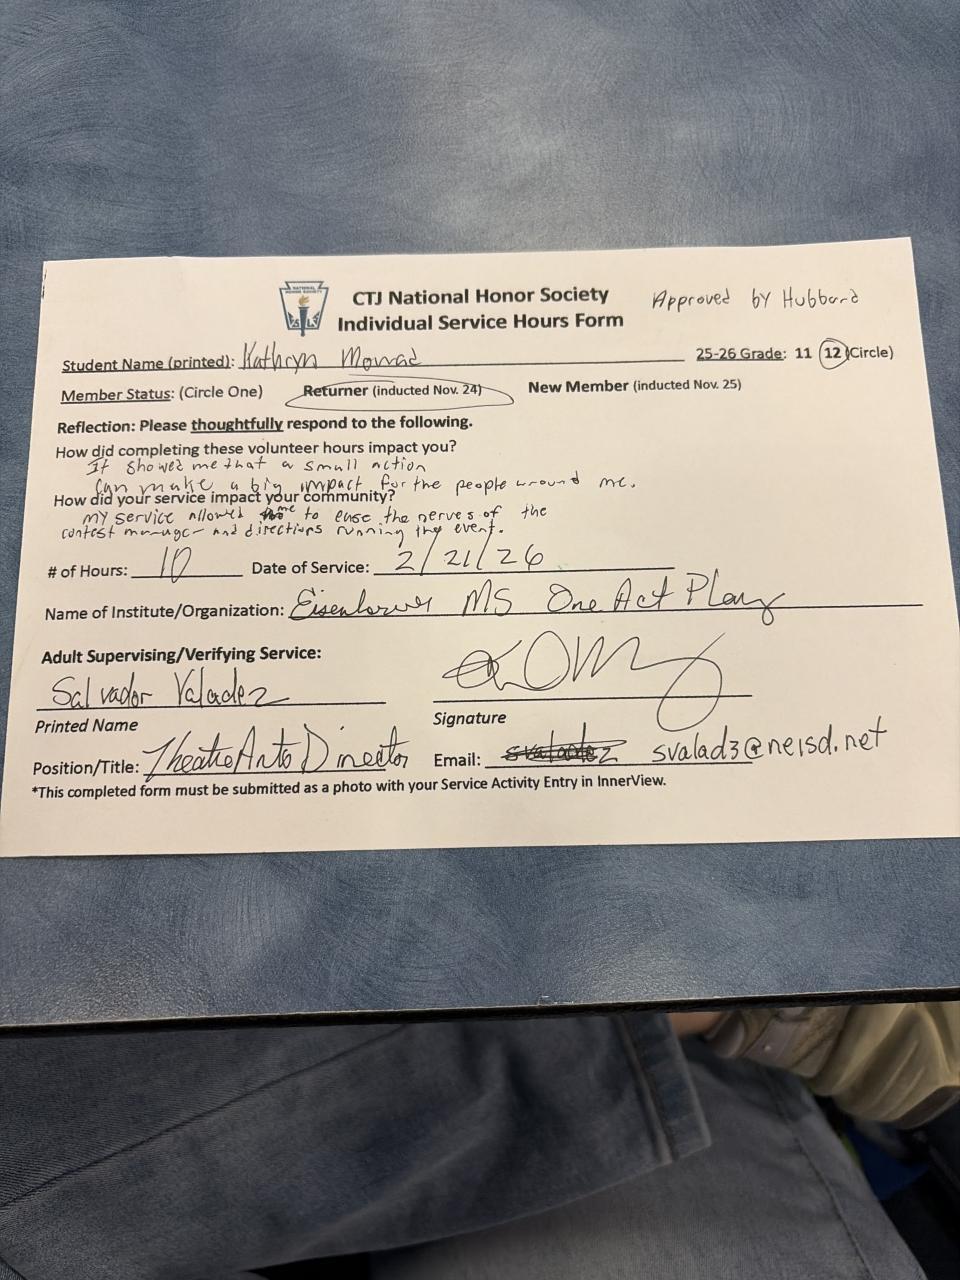 NATIONAL
HONOR SOCIETY
CTJ National Honor Society
Approved by Hubbard
Individual Service Hours Form
Student Name (printed): Kathryn
25-26 Grade: 11 12 (Circle)
Member Status: (Circle One) Returner (inducted Nov. 24) New Member (inducted Nov. 25)
Reflection: Please thoughtfully respond to the following.
How did completing these volunteer hours impact you?
It showed me that a small action
Can make a big impact for the people around me.
How did your service impact your community?
My service allowed me to ease the nerves of the
contest manager and directors running the event.
# of Hours: 10 Date of Service: 2/21/26
Name of Institute/Organization: Eisenhower MS One Act Play
Adult Supervising/Verifying Service:
Salvador Valadez
Printed Name Signature
Position/Title: Theatre Arts Director Email: svalad3@neisd.net
*This completed form must be submitted as a photo with your Service Activity Entry in InnerView.